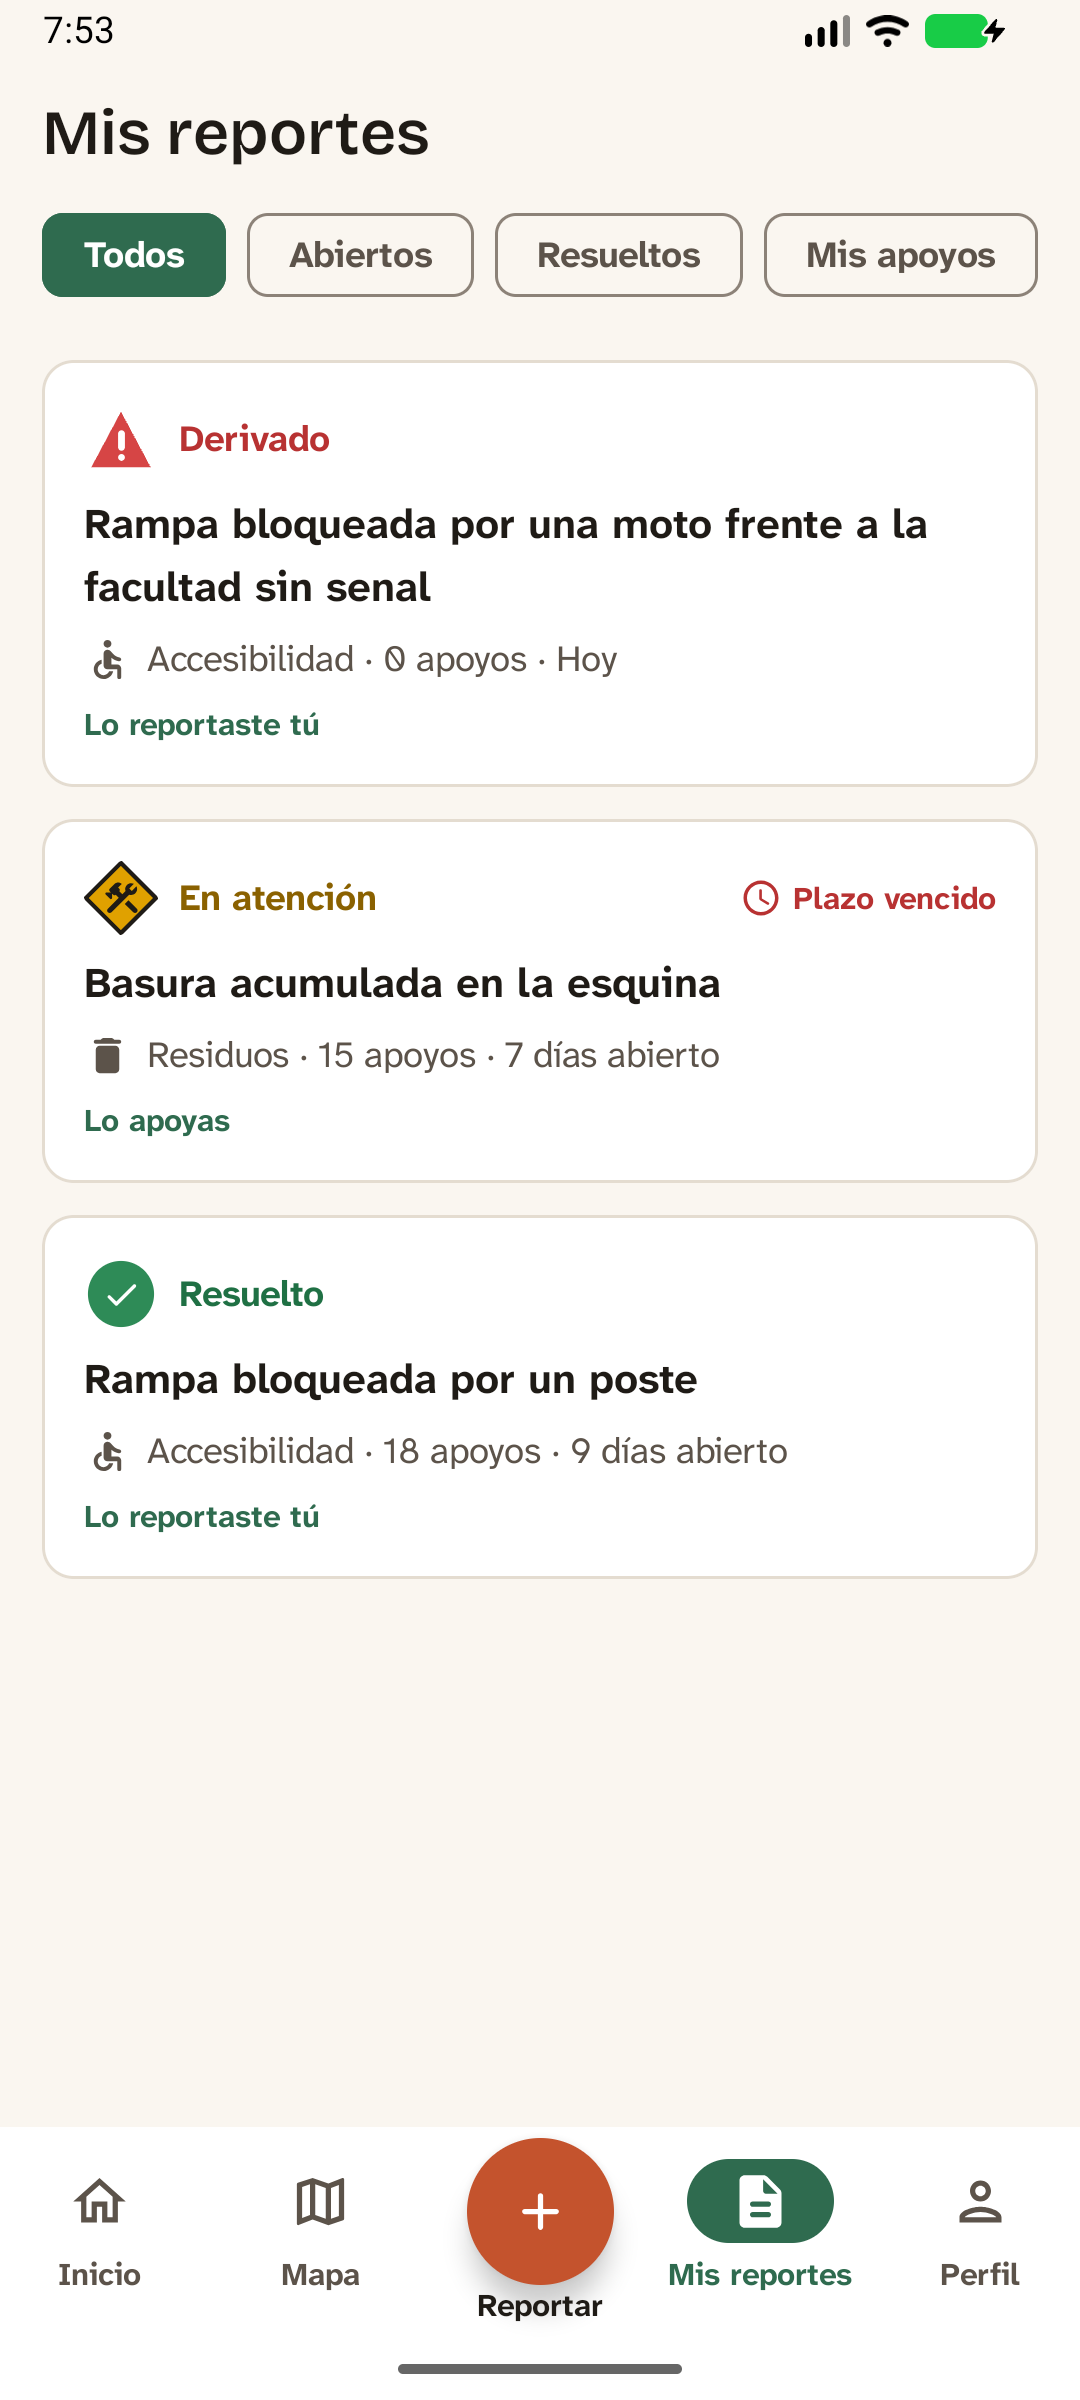 7:53
Mis reportes
Todos
Abiertos
Resueltos
Mis apoyos
Derivado
Rampa bloqueada por una moto frente a la
facultad sin senal
Accesibilidad · 0 apoyos · Hoy
Lo reportaste tú
En atención
Plazo vencido
Basura acumulada en la esquina
Residuos · 15 apoyos · 7 días abierto
Lo apoyas
Resuelto
Rampa bloqueada por un poste
Accesibilidad · 18 apoyos · 9 días abierto
Lo reportaste tú
Inicio
Mapa
Reportar
Mis reportes
Perfil